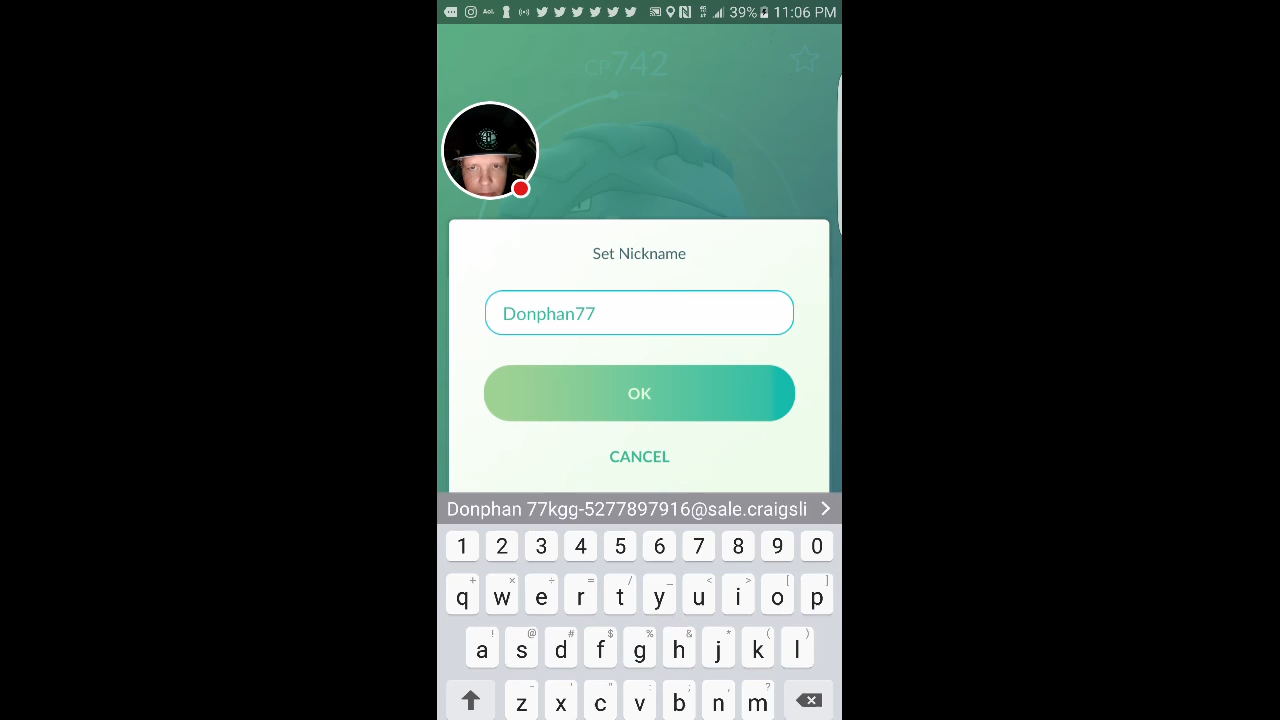 AOL 39% 11:06 PM
CP742
Set Nickname
Donphan77
OK
CANCEL
Donphan 77kgg-5277897916@sale.craigsli
1 2 3 4 5 6 7 8 9 0
+ × ÷ = / _ < > [ ]
q w e r t y u i o p
! @ # $ % & * ( )
a s d f g h j k l
- ' " : ; , ?
z x c v b n m